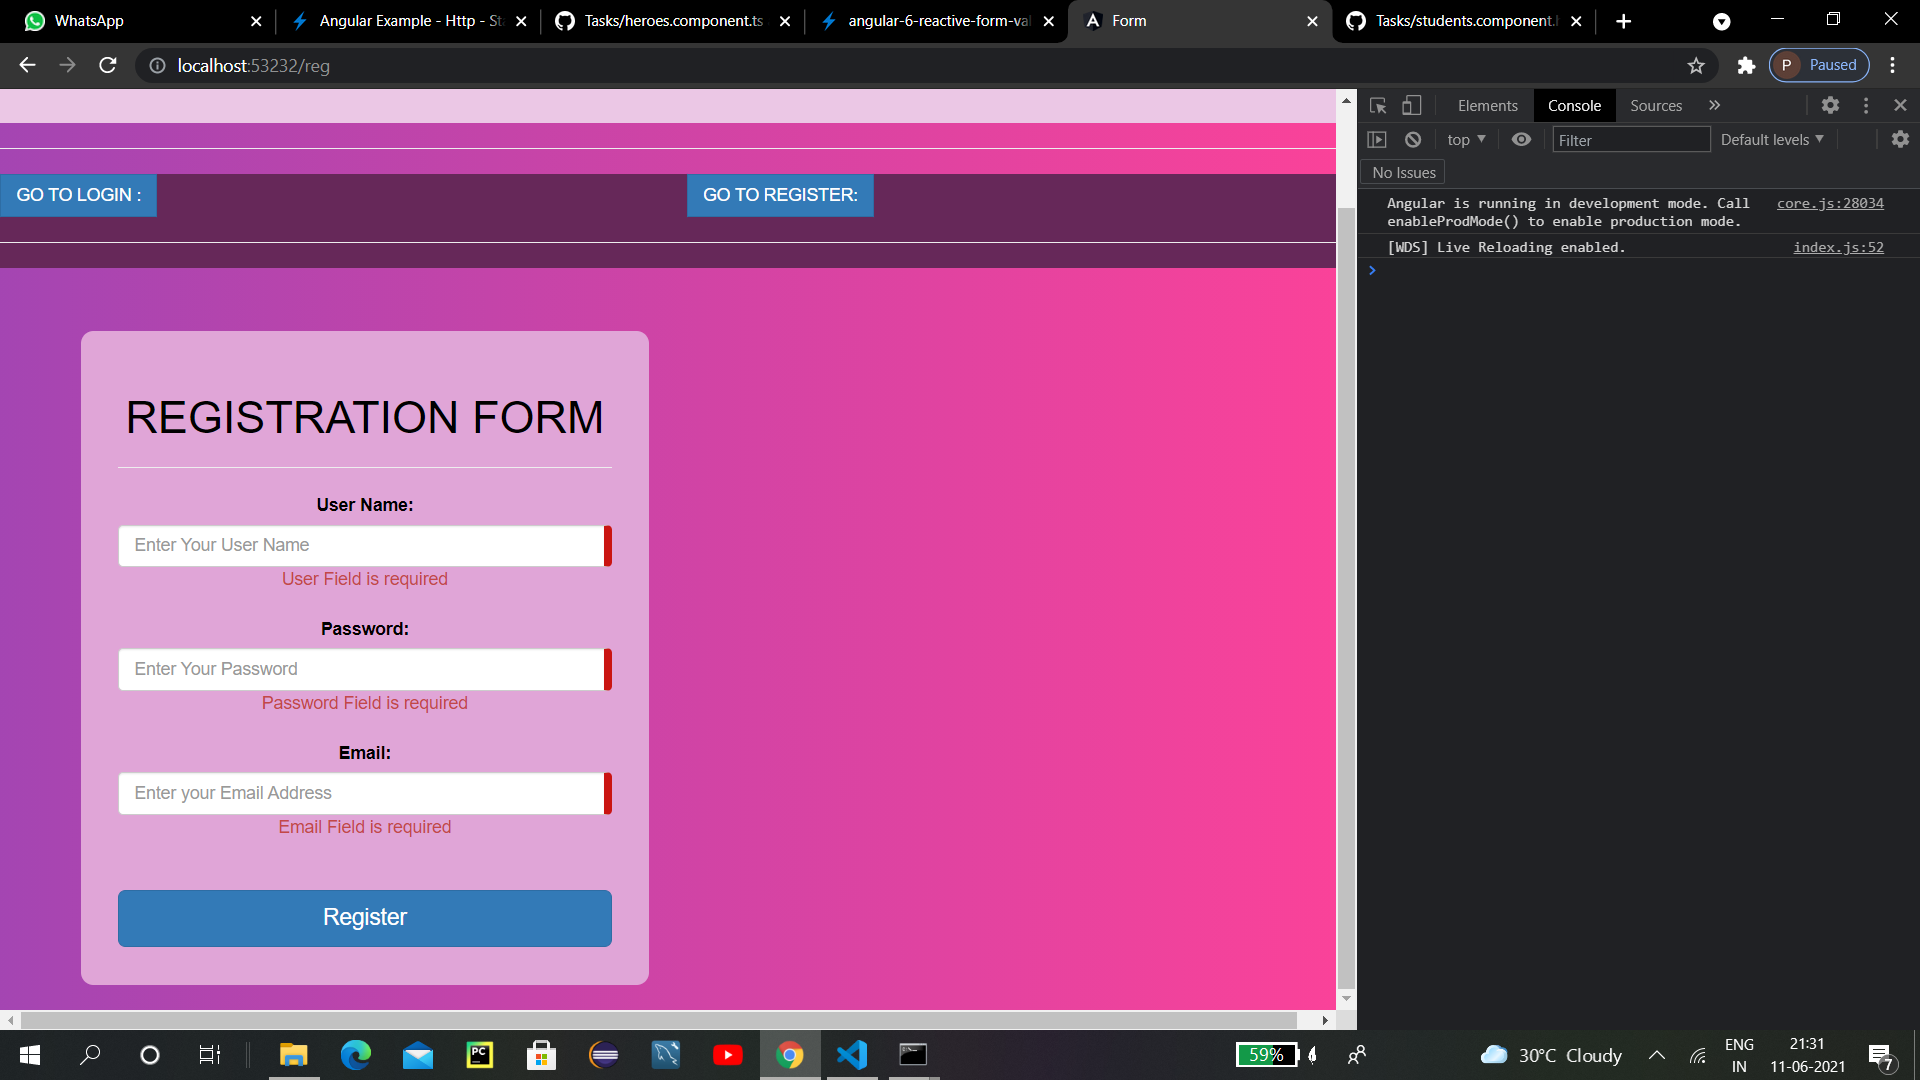 WhatsApp
Angular Example - Http - St
Tasks/heroes.component.ts
angular-6-reactive-form-val
Form
Tasks/students.component.h
localhost:53232/reg
P Paused
Elements Console Sources
top Filter Default levels
No Issues
GO TO LOGIN : GO TO REGISTER:
Angular is running in development mode. Call core.js:28034
enableProdMode() to enable production mode.
[WDS] Live Reloading enabled. index.js:52
REGISTRATION FORM
User Name:
Enter Your User Name
User Field is required
Password:
Enter Your Password
Password Field is required
Email:
Enter your Email Address
Email Field is required
Register
PC
59%
30°C Cloudy
ENG
IN
21:31
11-06-2021
7